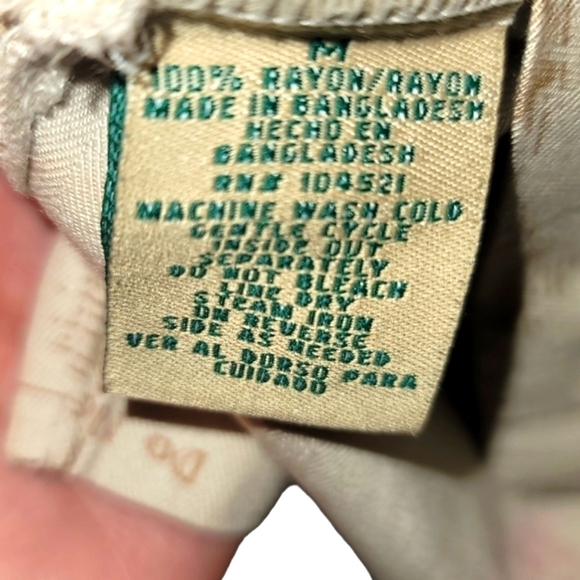 M
100% RAYON/RAYON
MADE IN BANGLADESH
HECHO EN
BANGLADESH
RN# 104521
MACHINE WASH COLD
GENTLE CYCLE
INSIDE OUT
SEPARATELY
DO NOT BLEACH
LINE DRY
STEAM IRON
ON REVERSE
SIDE AS NEEDED
VER AL DORSO PARA
CUIDADO
Do